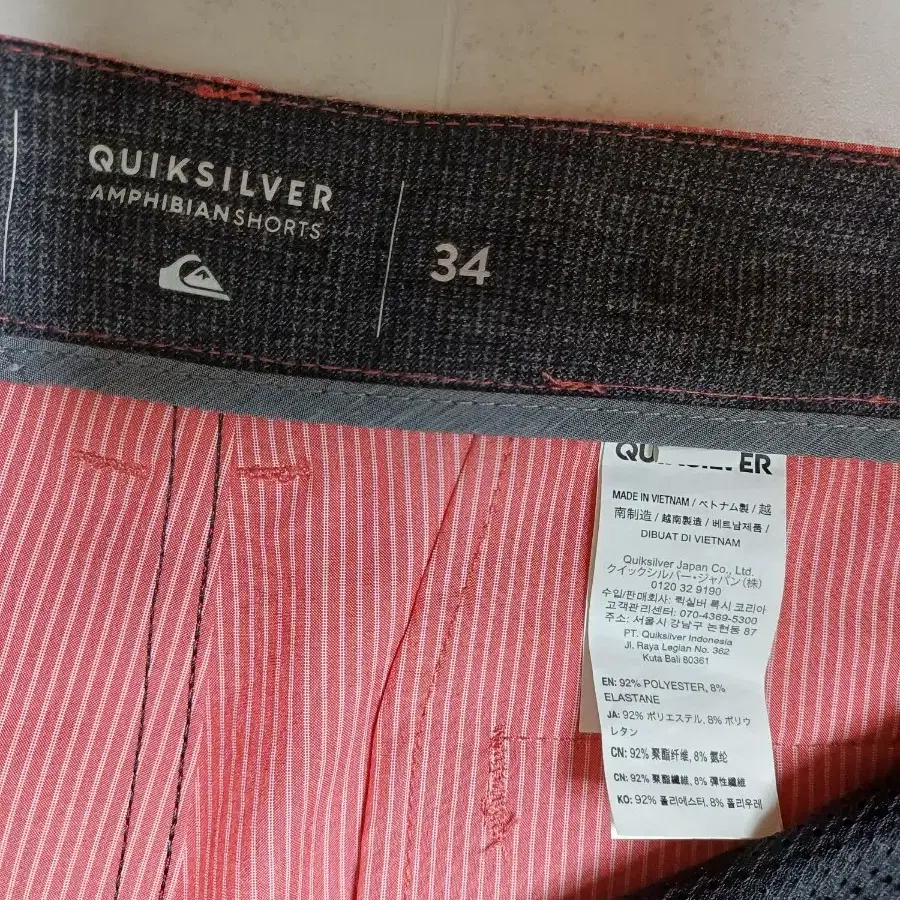 QUIKSILVER
AMPHIBIAN SHORTS
34
QUIKSILVER
MADE IN VIETNAM / ベトナム製 / 越
南制造 / 越南製造 / 베트남제품 /
DIBUAT DI VIETNAM
Quiksilver Japan Co., Ltd.
クイックシルバー・ジャパン(株)
0120 32 9190
수입/판매회사: 퀵실버 록시 코리아
고객관리센터: 070-4369-5300
주소: 서울시 강남구 논현동 87
PT. Quiksilver Indonesia
Jl. Raya Legian No. 362
Kuta Bali 80361
EN: 92% POLYESTER, 8%
ELASTANE
JA: 92% ポリエステル, 8% ポリウ
レタン
CN: 92% 聚酯纤维, 8% 氨纶
CN: 92% 聚酯纖維, 8% 彈性纖維
KO: 92% 폴리에스터, 8% 폴리우레